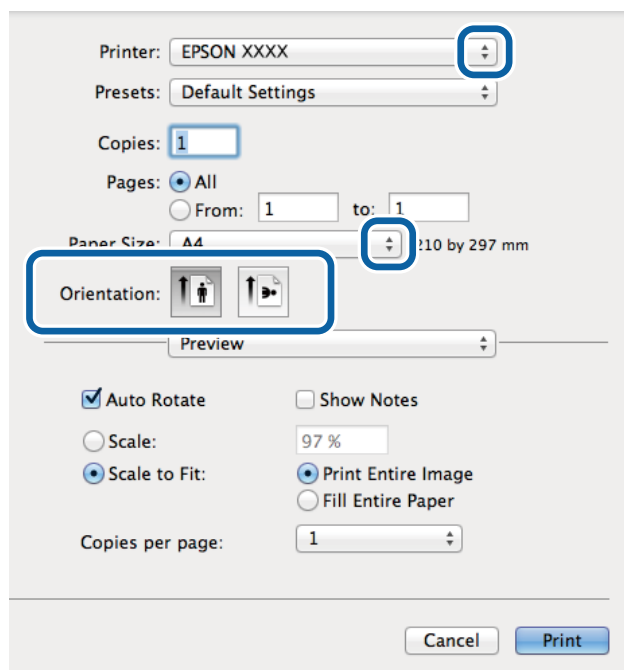 Printer: EPSON XXXX
Presets: Default Settings
Copies: 1
Pages: All
From: 1 to: 1
Paper Size: A4 210 by 297 mm
Orientation:
Preview
Auto Rotate Show Notes
Scale: 97 %
Scale to Fit: Print Entire Image
Fill Entire Paper
Copies per page: 1
Cancel Print